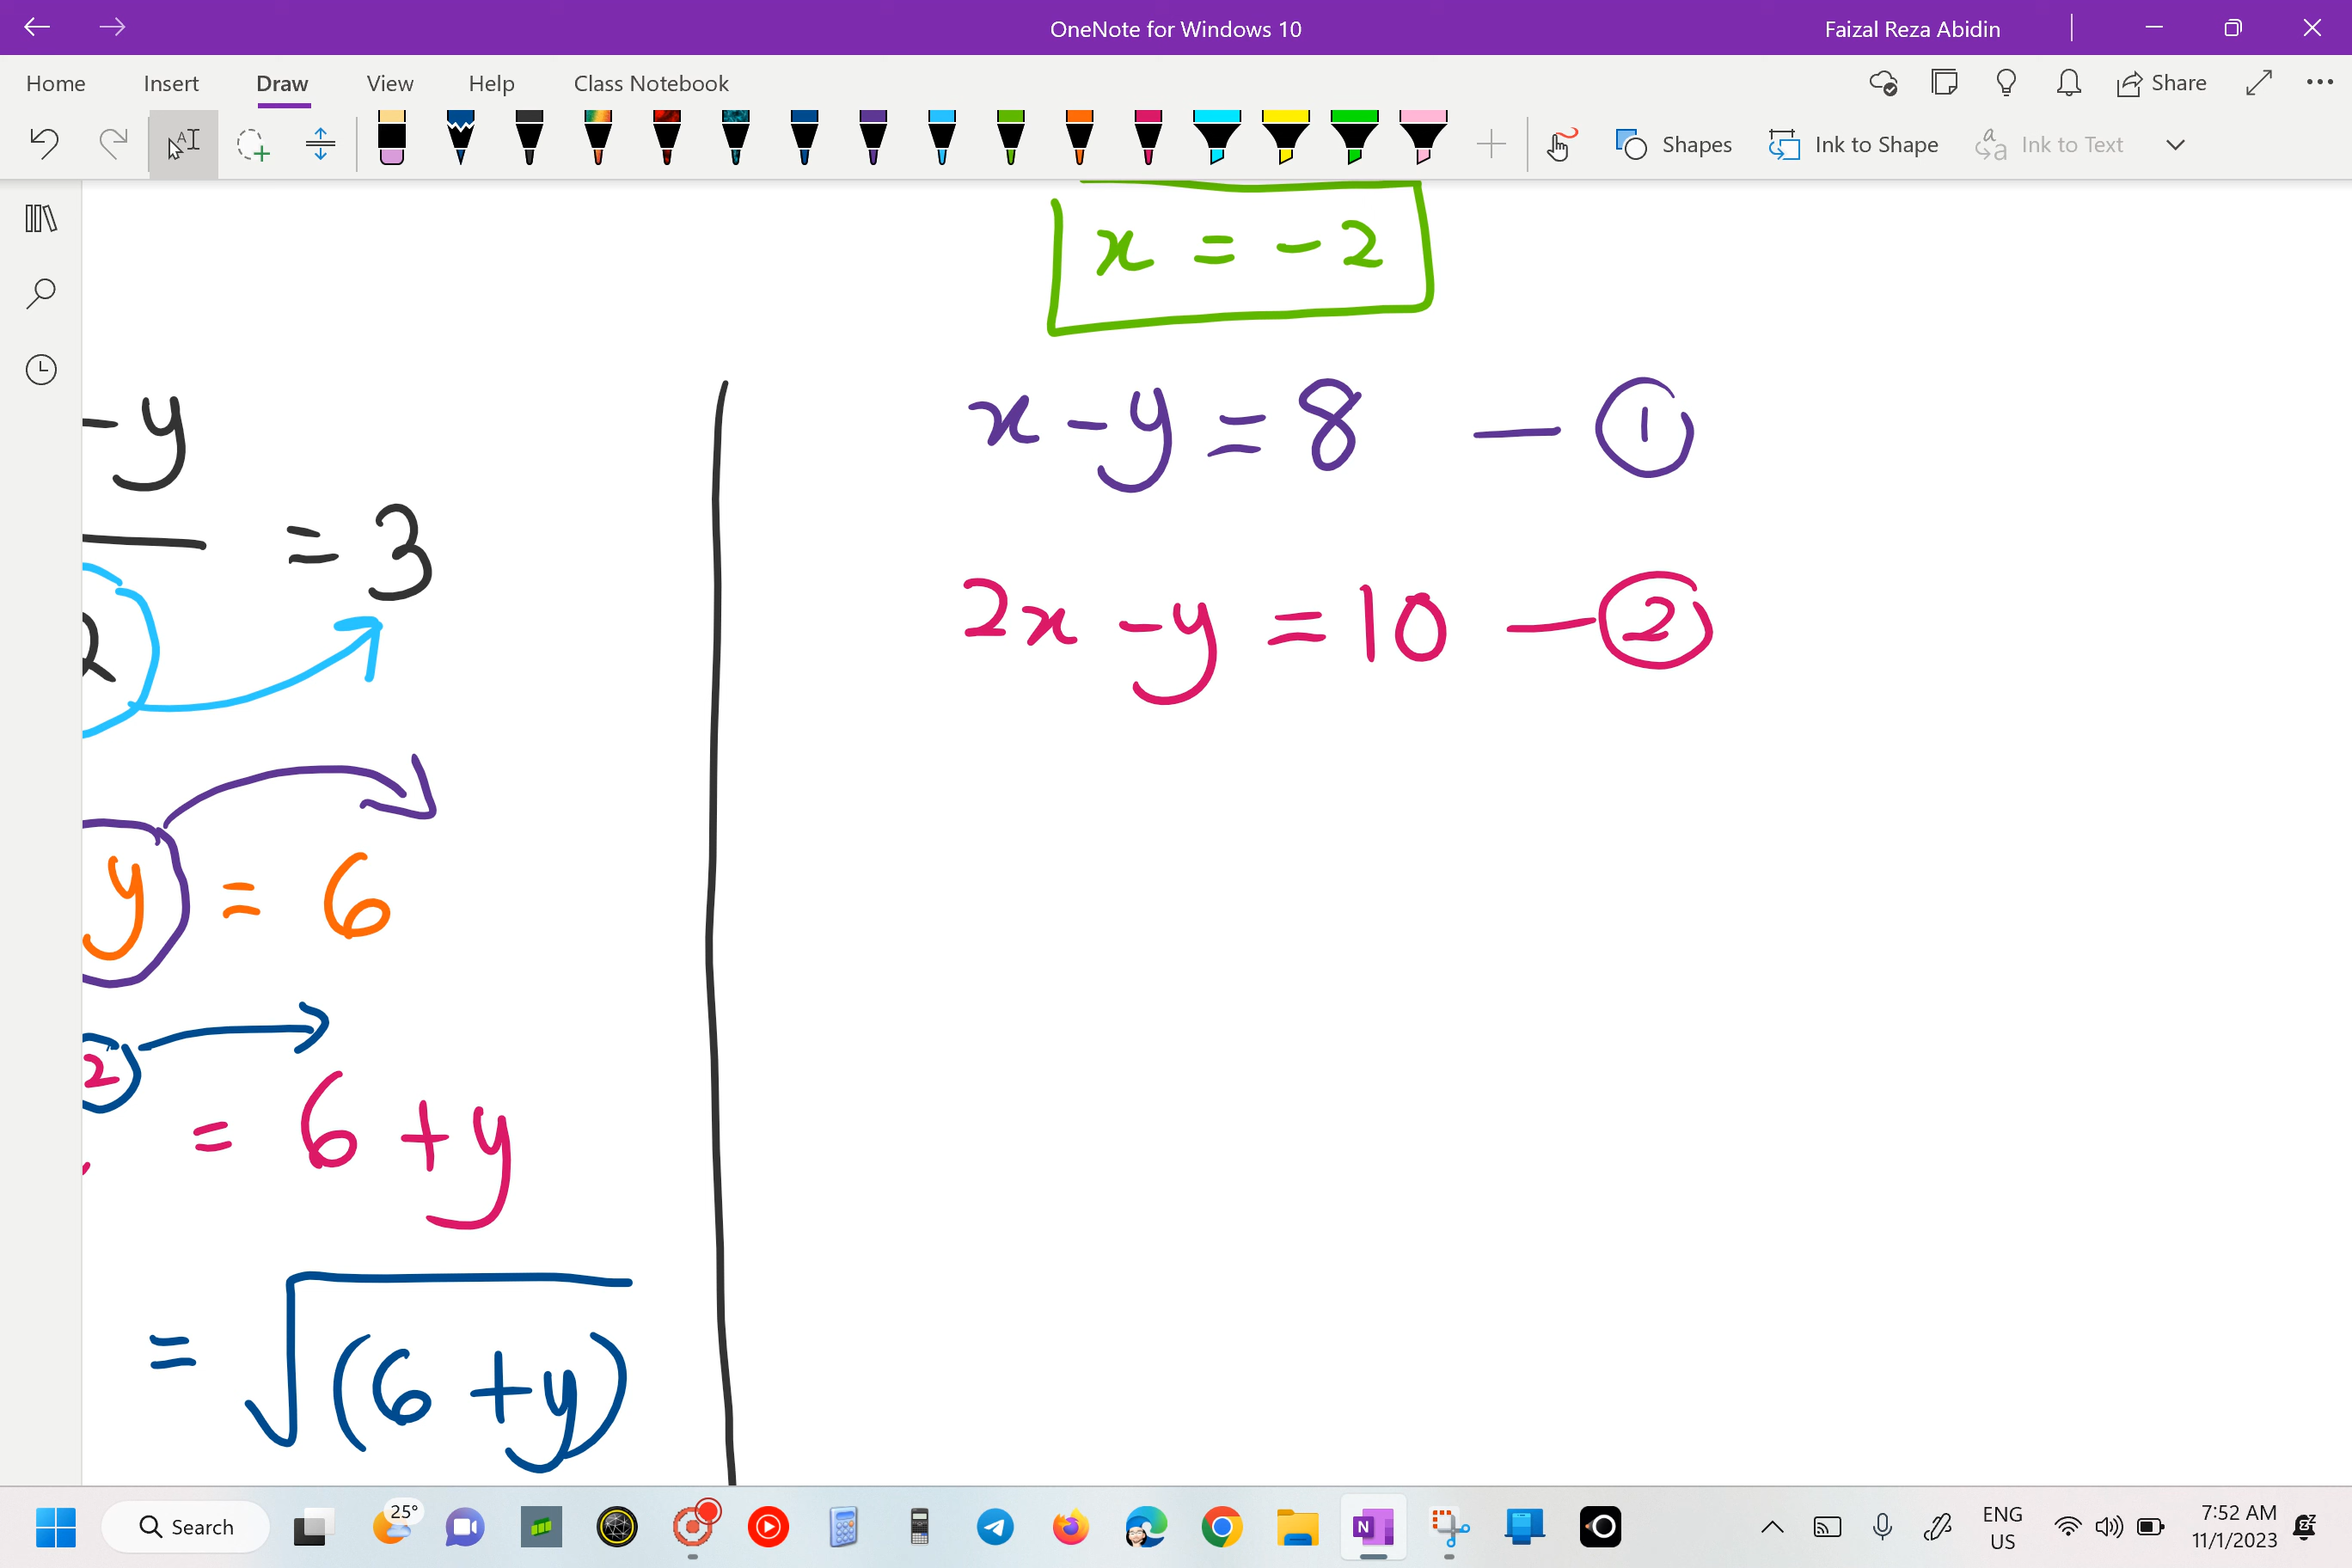 OneNote for Windows 10
Faizal Reza Abidin
Home Insert Draw View Help Class Notebook
Share
Shapes Ink to Shape Ink to Text
x = -2
-y
= 3
2
y = 6
2
= 6 + y
= √(6 + y)
x - y = 8 — ①
2x - y = 10 — ②
25°
Search
ENG
US
7:52 AM
11/1/2023